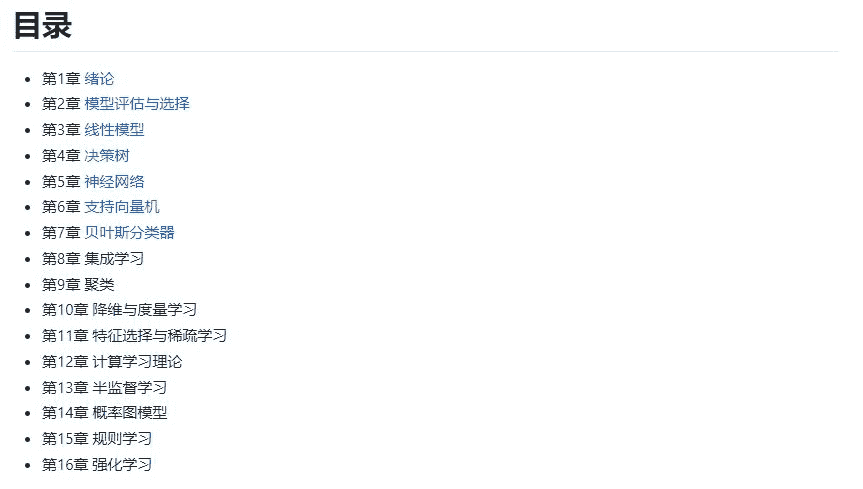 目录
第1章 绪论
第2章 模型评估与选择
第3章 线性模型
第4章 决策树
第5章 神经网络
第6章 支持向量机
第7章 贝叶斯分类器
第8章 集成学习
第9章 聚类
第10章 降维与度量学习
第11章 特征选择与稀疏学习
第12章 计算学习理论
第13章 半监督学习
第14章 概率图模型
第15章 规则学习
第16章 强化学习